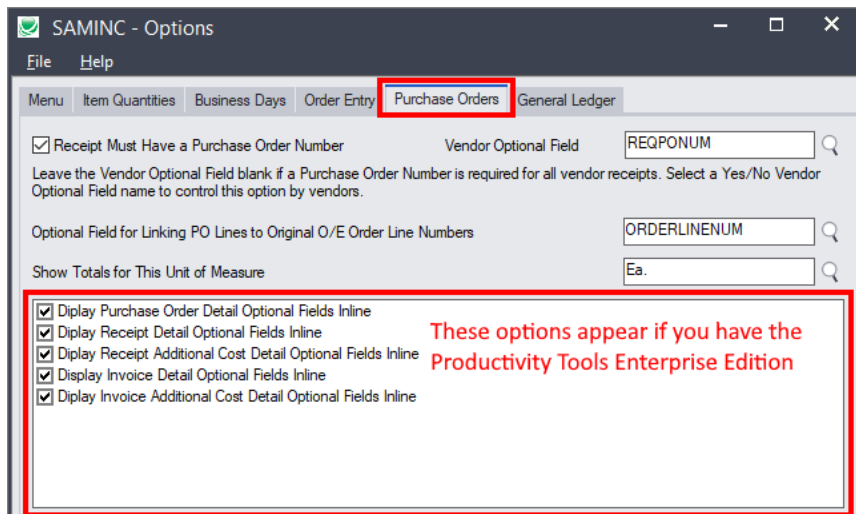 SAMINC - Options
File Help
Menu Item Quantities Business Days Order Entry Purchase Orders General Ledger
Receipt Must Have a Purchase Order Number Vendor Optional Field REQPONUM
Leave the Vendor Optional Field blank if a Purchase Order Number is required for all vendor receipts. Select a Yes/No Vendor
Optional Field name to control this option by vendors.
Optional Field for Linking PO Lines to Original O/E Order Line Numbers ORDERLINENUM
Show Totals for This Unit of Measure Ea.
Diplay Purchase Order Detail Optional Fields Inline
Diplay Receipt Detail Optional Fields Inline
Diplay Receipt Additional Cost Detail Optional Fields Inline
Display Invoice Detail Optional Fields Inline
Diplay Invoice Additional Cost Detail Optional Fields Inline
These options appear if you have the
Productivity Tools Enterprise Edition